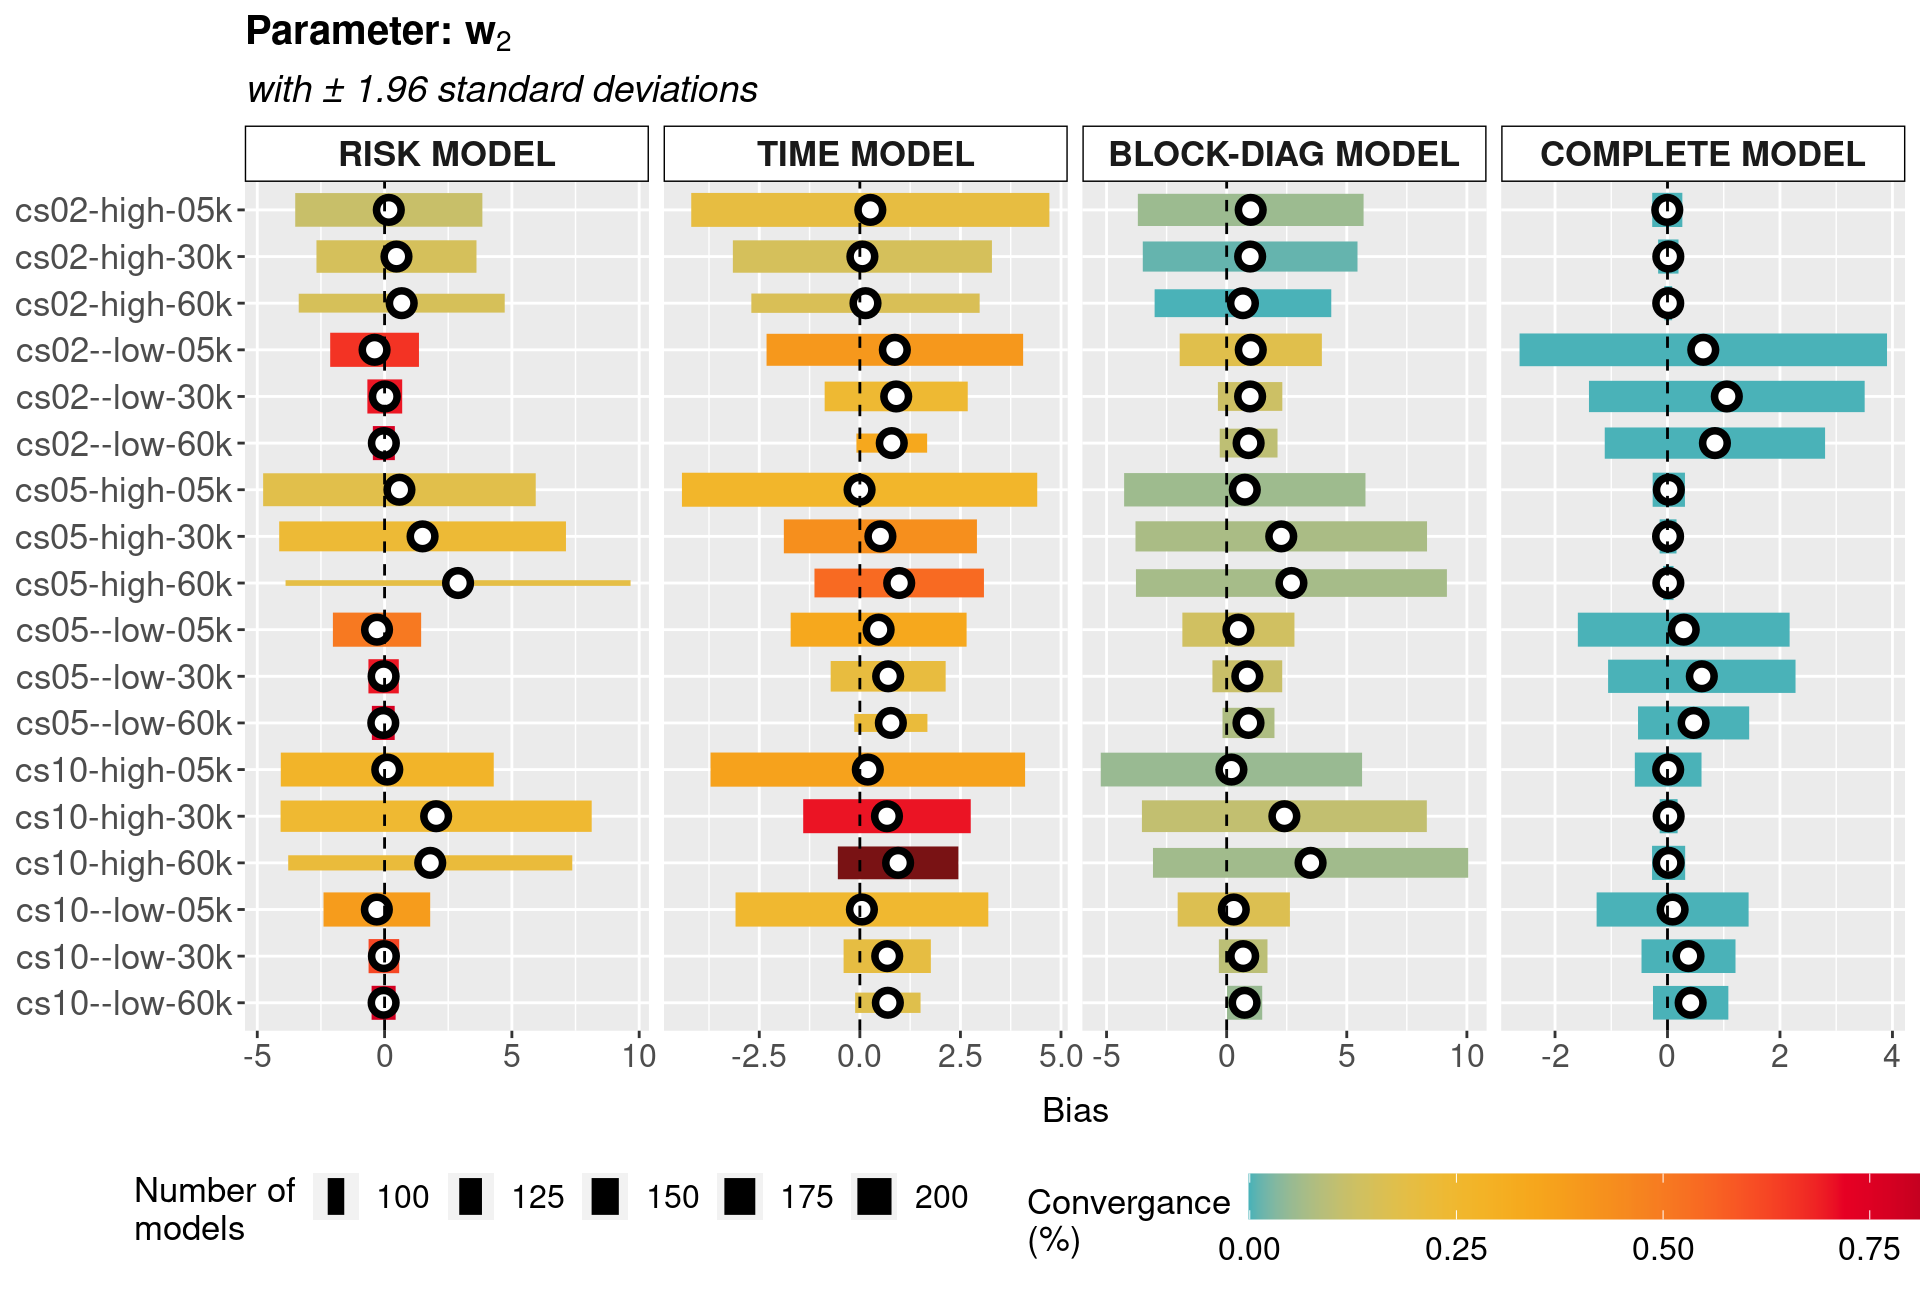 Parameter: w₂
with ± 1.96 standard deviations
RISK MODEL
TIME MODEL
BLOCK-DIAG MODEL
COMPLETE MODEL
cs02-high-05k
cs02-high-30k
cs02-high-60k
cs02--low-05k
cs02--low-30k
cs02--low-60k
cs05-high-05k
cs05-high-30k
cs05-high-60k
cs05--low-05k
cs05--low-30k
cs05--low-60k
cs10-high-05k
cs10-high-30k
cs10-high-60k
cs10--low-05k
cs10--low-30k
cs10--low-60k
-5 0 5 10
-2.5 0.0 2.5 5.0
-5 0 5 10
-2 0 2 4
Bias
Number of
models
100 125 150 175 200
Convergance
(%)
0.00 0.25 0.50 0.75